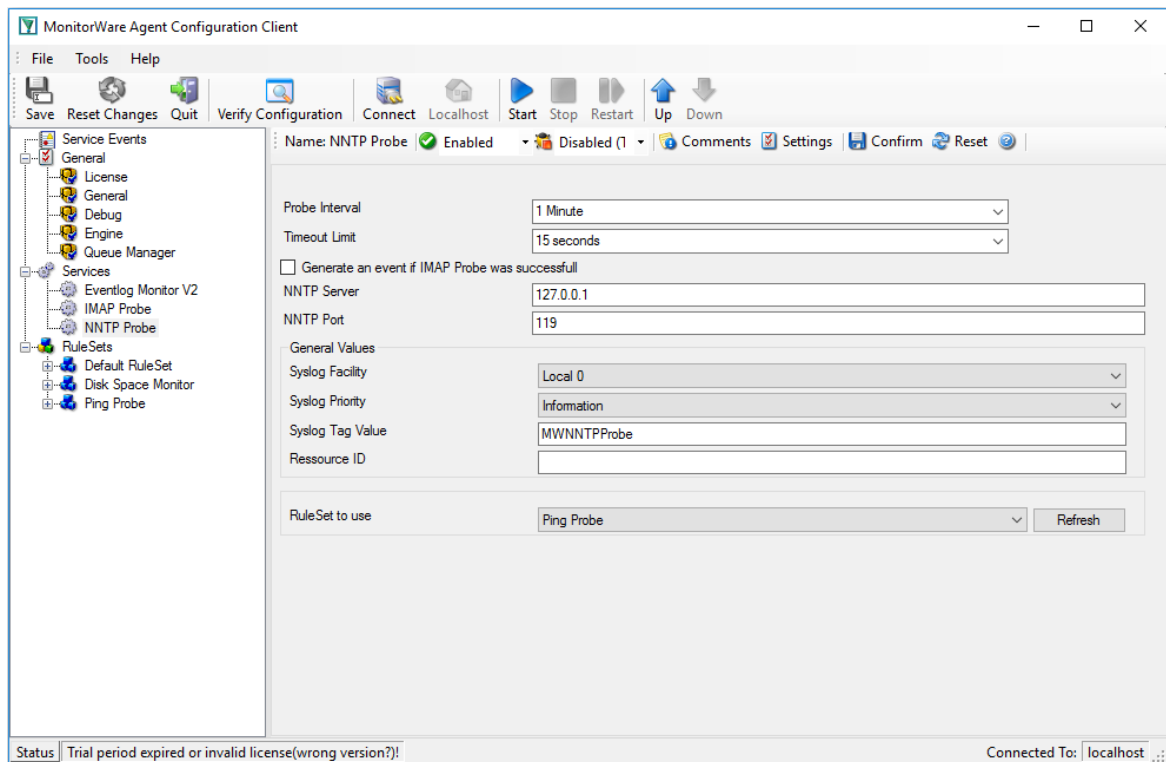 MonitorWare Agent Configuration Client
File Tools Help
Save Reset Changes Quit Verify Configuration Connect Localhost Start Stop Restart Up Down
Service Events
General
License
General
Debug
Engine
Queue Manager
Services
Eventlog Monitor V2
IMAP Probe
NNTP Probe
RuleSets
Default RuleSet
Disk Space Monitor
Ping Probe
Name: NNTP Probe Enabled Disabled (1 Comments Settings Confirm Reset
Probe Interval 1 Minute
Timeout Limit 15 seconds
Generate an event if IMAP Probe was successfull
NNTP Server 127.0.0.1
NNTP Port 119
General Values
Syslog Facility Local 0
Syslog Priority Information
Syslog Tag Value MWNNTPProbe
Ressource ID
RuleSet to use Ping Probe Refresh
Status Trial period expired or invalid license(wrong version?)! Connected To: localhost